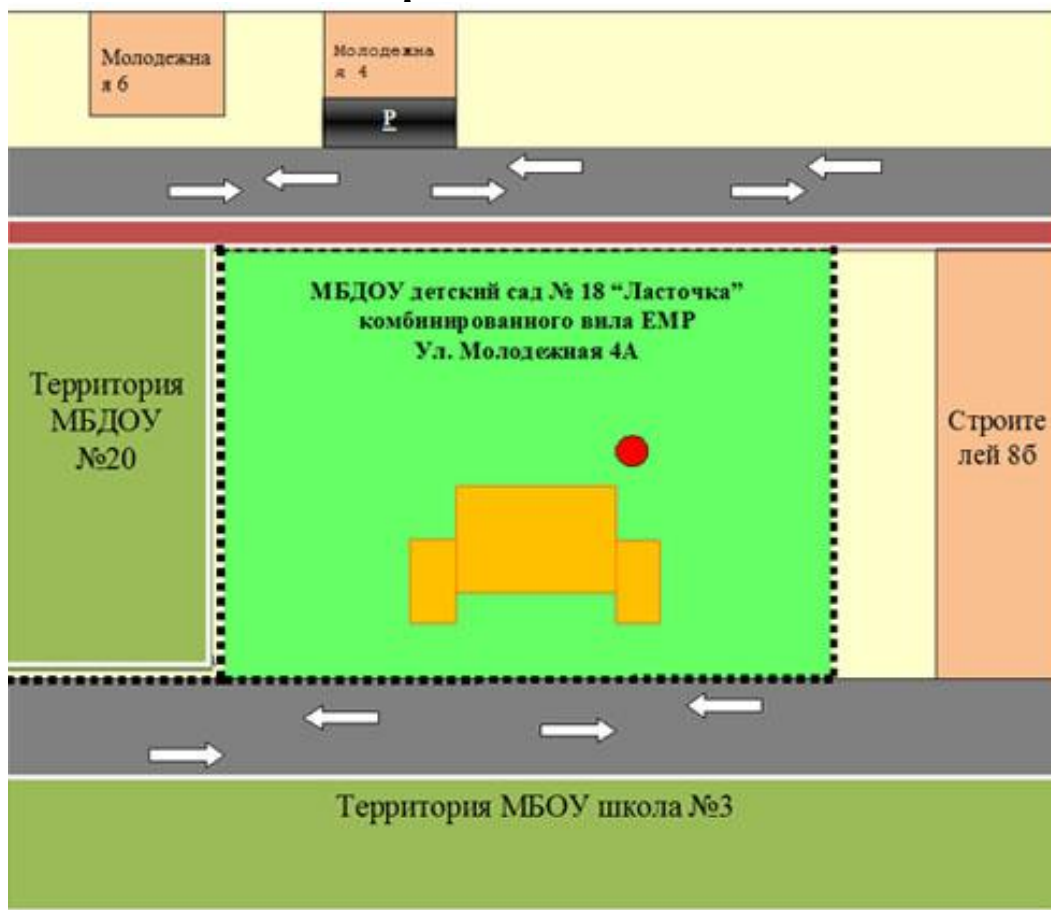 Молодежна
я 6
Молодежна
я 4
P
МБДОУ детский сад № 18 “Ласточка”
комбинированного вила ЕМР
Ул. Молодежная 4А
Территория
МБДОУ
№20
Строите
лей 8б
Территория МБОУ школа №3